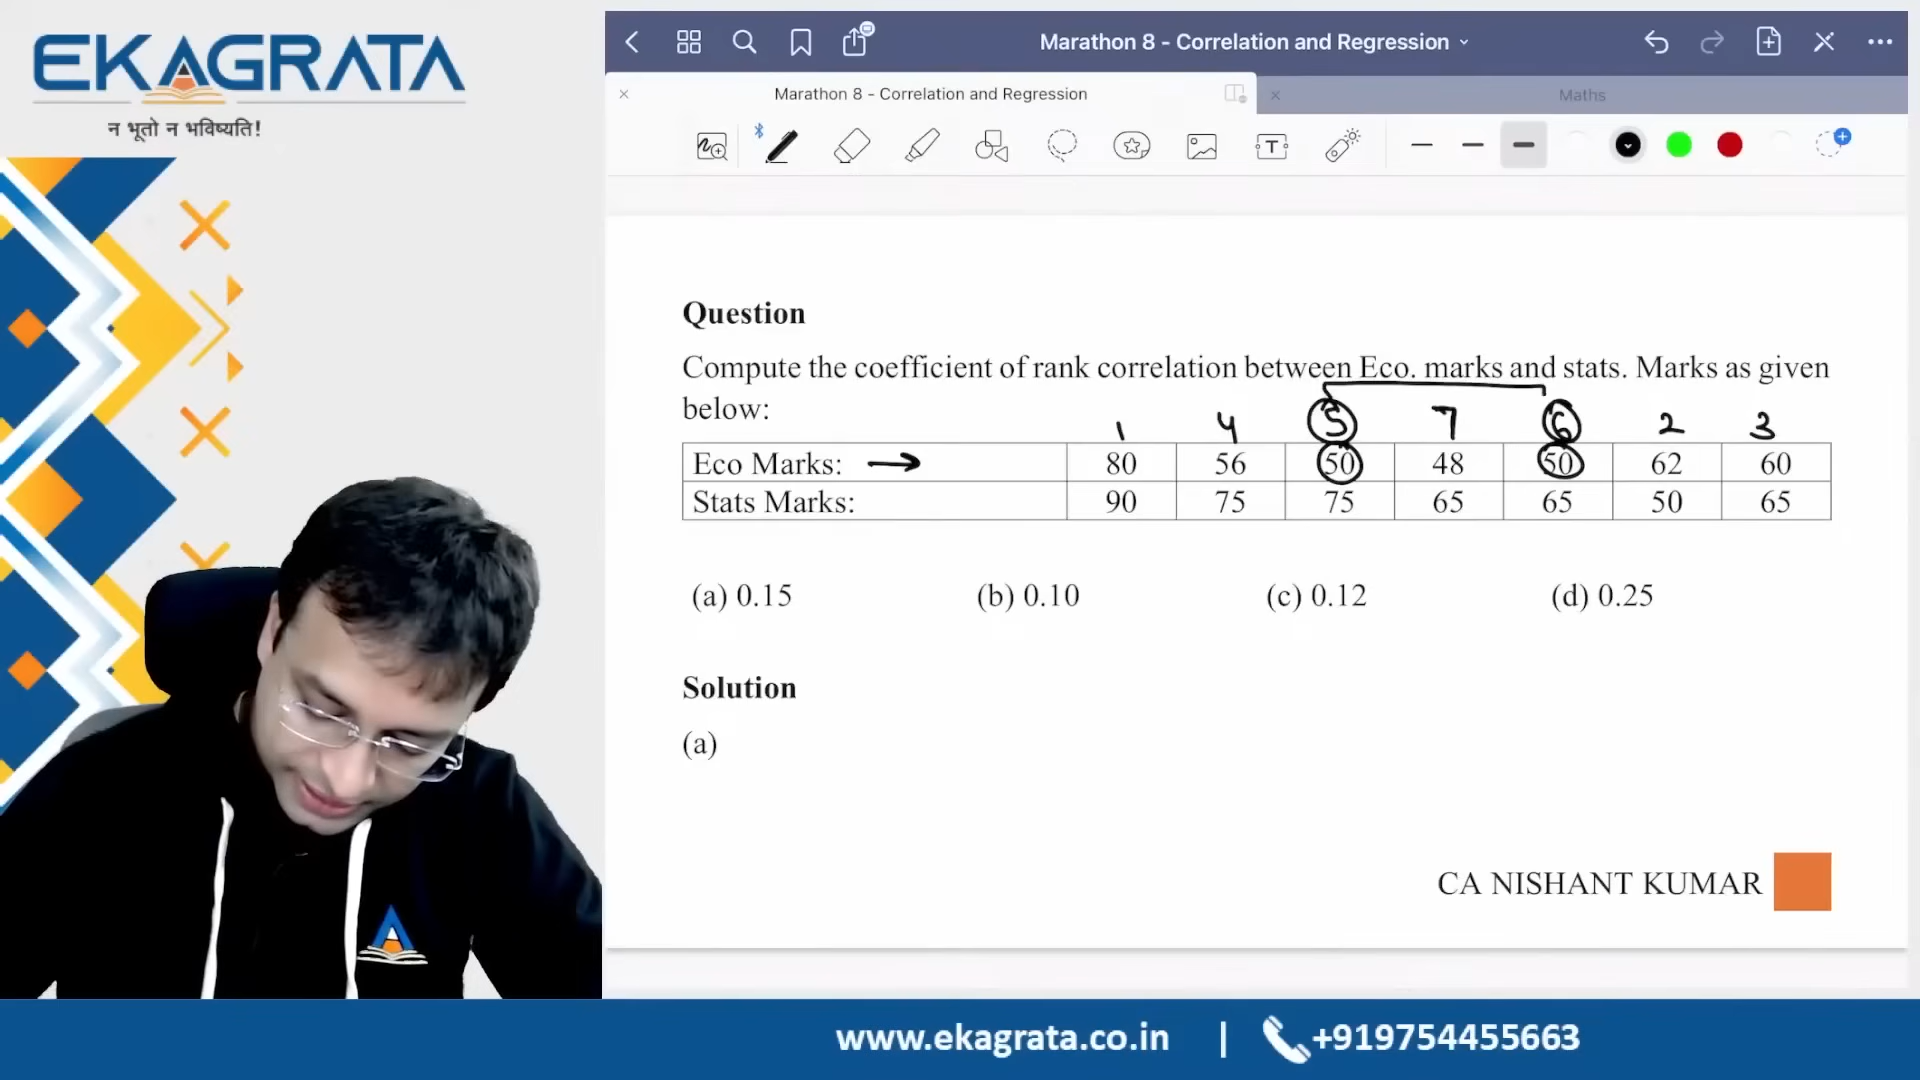 EKAGRATA
न भूतो न भविष्यति!
Marathon 8 - Correlation and Regression
Marathon 8 - Correlation and Regression
Maths
Question
Compute the coefficient of rank correlation between Eco. marks and stats. Marks as given
below:
1 4 5 7 6 2 3
Eco Marks: → 80 56 50 48 50 62 60
Stats Marks: 90 75 75 65 65 50 65
(a) 0.15 (b) 0.10 (c) 0.12 (d) 0.25
Solution
(a)
CA NISHANT KUMAR
www.ekagrata.co.in | +919754455663